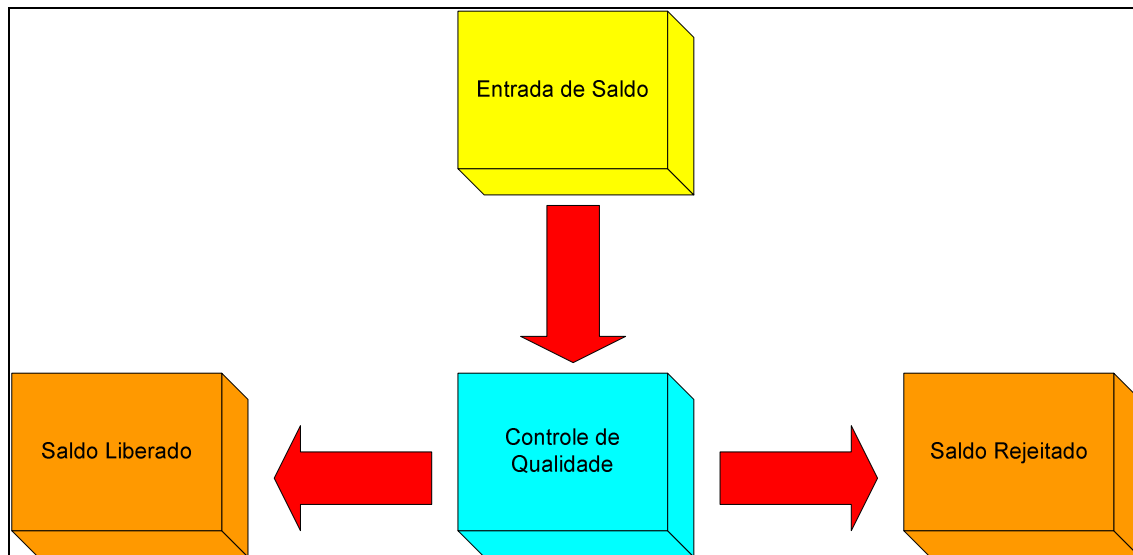 Entrada de Saldo
Saldo Liberado
Controle de
Qualidade
Saldo Rejeitado